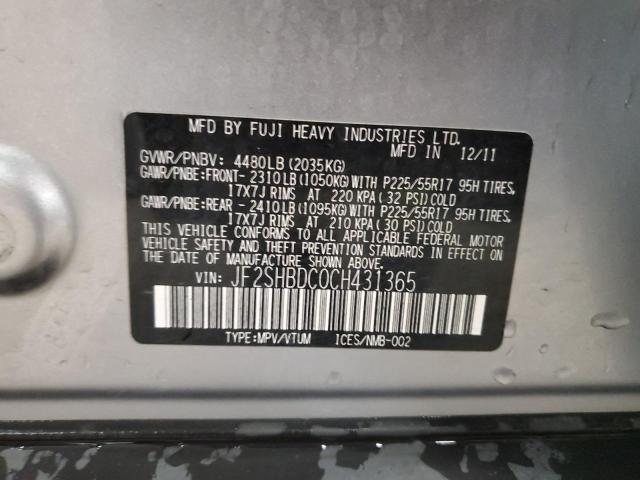 MFD BY FUJI HEAVY INDUSTRIES LTD.
MFD IN 12/11
GVWR/PNBV: 4480LB (2035KG)
GAWR/PNBE:FRONT- 2310LB (1050KG) WITH P225/55R17 95H TIRES,
17X7J RIMS AT 220 KPA ( 32 PSI ) COLD
GAWR/PNBE:REAR - 2410LB (1095KG) WITH P225/55R17 95H TIRES,
17X7J RIMS AT 210 KPA ( 30 PSI ) COLD
THIS VEHICLE CONFORMS TO ALL APPLICABLE FEDERAL MOTOR
VEHICLE SAFETY AND THEFT PREVENTION STANDARDS IN EFFECT ON
THE DATE OF MANUFACTURE SHOWN ABOVE.
VIN: JF2SHBDC0CH431365
TYPE:MPV/VTUM ICES/NMB-002